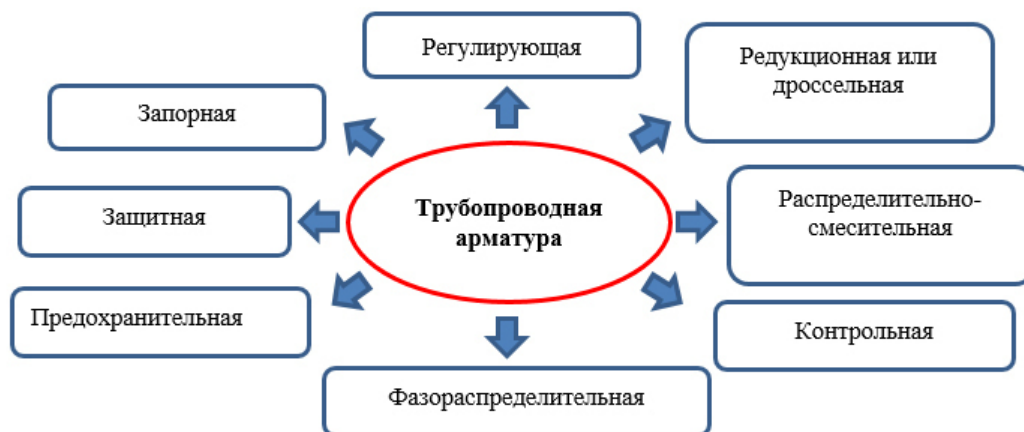 Регулирующая
Редукционная или
дроссельная
Запорная
Распределительно-
смесительная
Защитная
Трубопроводная
арматура
Предохранительная
Контрольная
Фазораспределительная